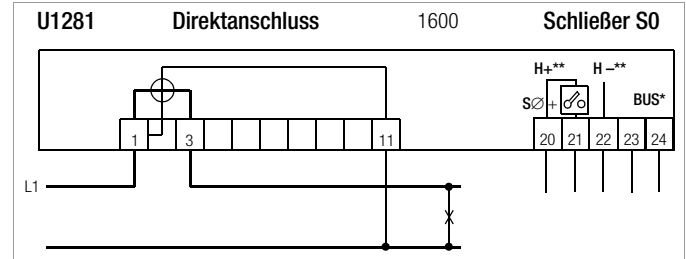 U1281 Direktanschluss 1600 Schließer S0
H+** H –**
S∅ + BUS*
1 3 11 20 21 22 23 24
L1